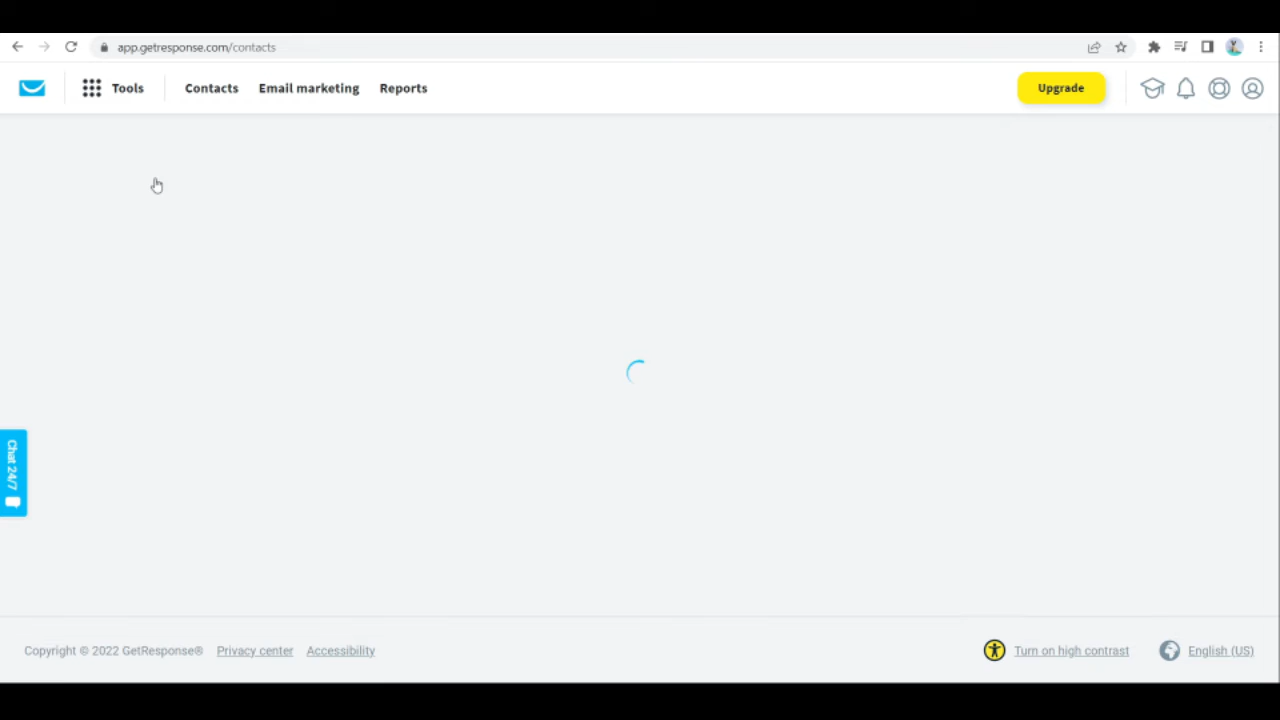 app.getresponse.com/contacts
Tools Contacts Email marketing Reports Upgrade
Chat 24/7
Copyright © 2022 GetResponse® Privacy center Accessibility Turn on high contrast English (US)